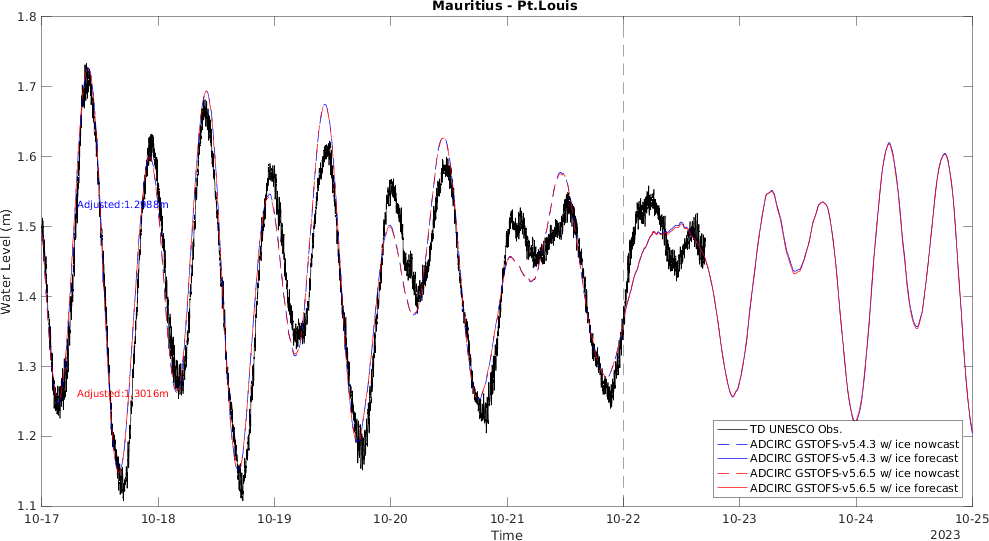 Mauritius - Pt.Louis
Water Level (m)
1.8
1.7
1.6
1.5
1.4
1.3
1.2
1.1
Adjusted:1.2988m
Adjusted:1.3016m
TD UNESCO Obs.
ADCIRC GSTOFS-v5.4.3 w/ ice nowcast
ADCIRC GSTOFS-v5.4.3 w/ ice forecast
ADCIRC GSTOFS-v5.6.5 w/ ice nowcast
ADCIRC GSTOFS-v5.6.5 w/ ice forecast
10-17 10-18 10-19 10-20 10-21 10-22 10-23 10-24 10-25
Time
2023